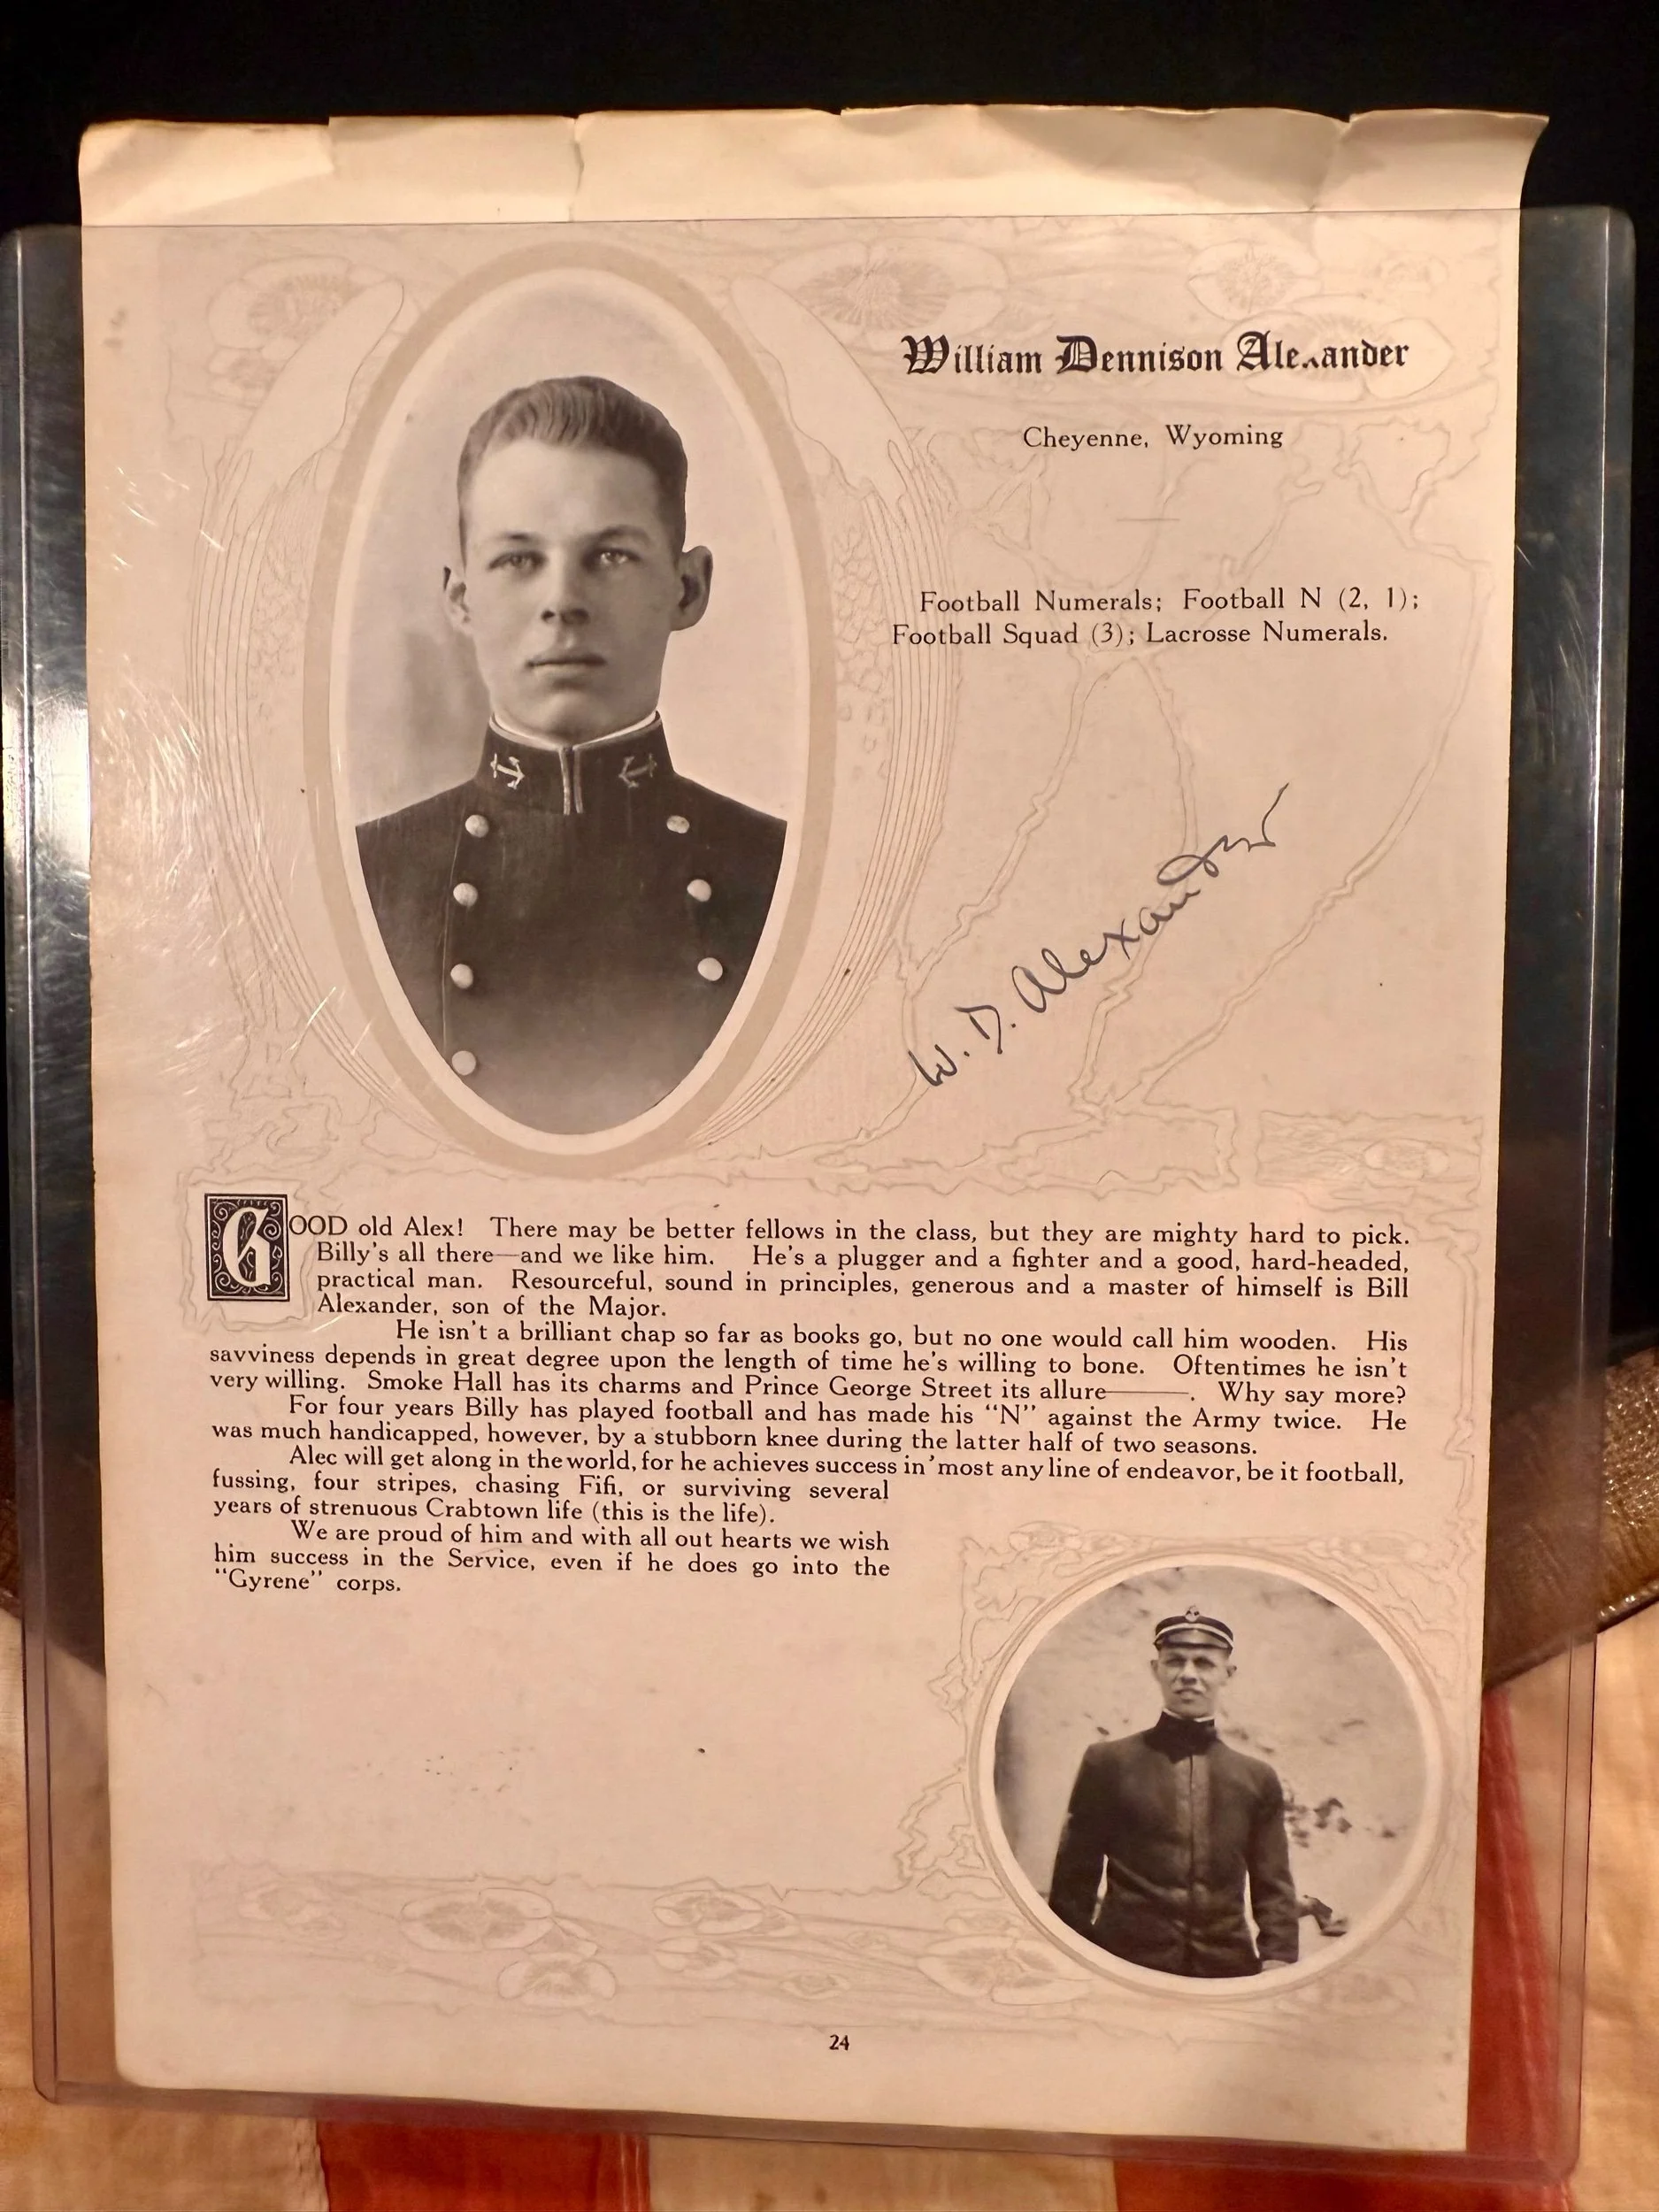 William Dennison Alexander
Cheyenne, Wyoming
Football Numerals; Football N (2, 1);
Football Squad (3); Lacrosse Numerals.
W. D. Alexander
GOOD old Alex! There may be better fellows in the class, but they are mighty hard to pick.
Billy's all there—and we like him. He's a plugger and a fighter and a good, hard-headed,
practical man. Resourceful, sound in principles, generous and a master of himself is Bill
Alexander, son of the Major.
He isn't a brilliant chap so far as books go, but no one would call him wooden. His
savviness depends in great degree upon the length of time he's willing to bone. Oftentimes he isn't
very willing. Smoke Hall has its charms and Prince George Street its allure———. Why say more?
For four years Billy has played football and has made his "N" against the Army twice. He
was much handicapped, however, by a stubborn knee during the latter half of two seasons.
Alec will get along in the world, for he achieves success in 'most any line of endeavor, be it football,
fussing, four stripes, chasing Fifi, or surviving several
years of strenuous Crabtown life (this is the life).
We are proud of him and with all out hearts we wish
him success in the Service, even if he does go into the
"Gyrene" corps.
24